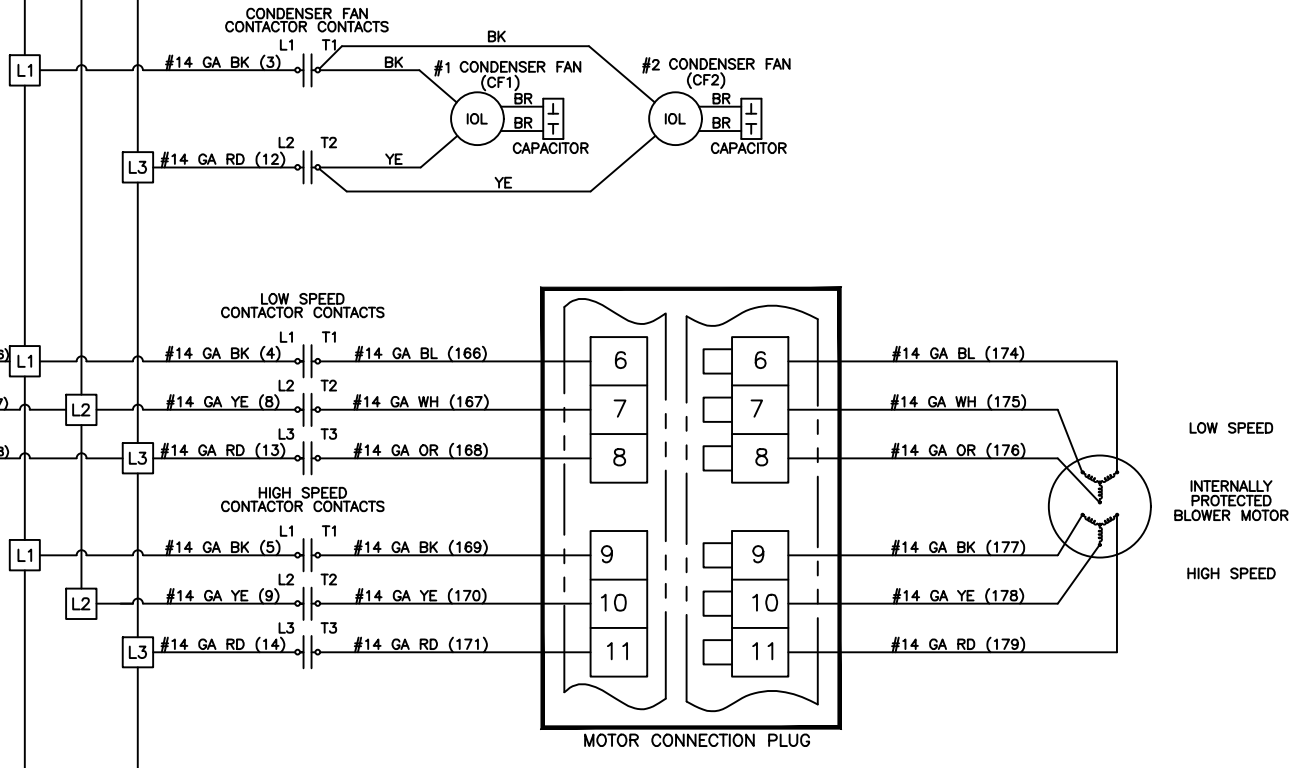 CONDENSER FAN
CONTACTOR CONTACTS
L1 T1
BK
L1
#14 GA BK (3)
BK
#1 CONDENSER FAN
(CF1)
#2 CONDENSER FAN
(CF2)
IOL
BR
BR
CAPACITOR
IOL
BR
BR
CAPACITOR
L2 T2
L3
#14 GA RD (12)
YE
YE
LOW SPEED
CONTACTOR CONTACTS
L1 T1
L1
#14 GA BK (4)
#14 GA BL (166)
6
6
#14 GA BL (174)
L2 T2
L2
#14 GA YE (8)
#14 GA WH (167)
7
7
#14 GA WH (175)
L3 T3
L3
#14 GA RD (13)
#14 GA OR (168)
8
8
#14 GA OR (176)
LOW SPEED
INTERNALLY
PROTECTED
BLOWER MOTOR
HIGH SPEED
HIGH SPEED
CONTACTOR CONTACTS
L1 T1
L1
#14 GA BK (5)
#14 GA BK (169)
9
9
#14 GA BK (177)
L2 T2
L2
#14 GA YE (9)
#14 GA YE (170)
10
10
#14 GA YE (178)
L3 T3
L3
#14 GA RD (14)
#14 GA RD (171)
11
11
#14 GA RD (179)
MOTOR CONNECTION PLUG